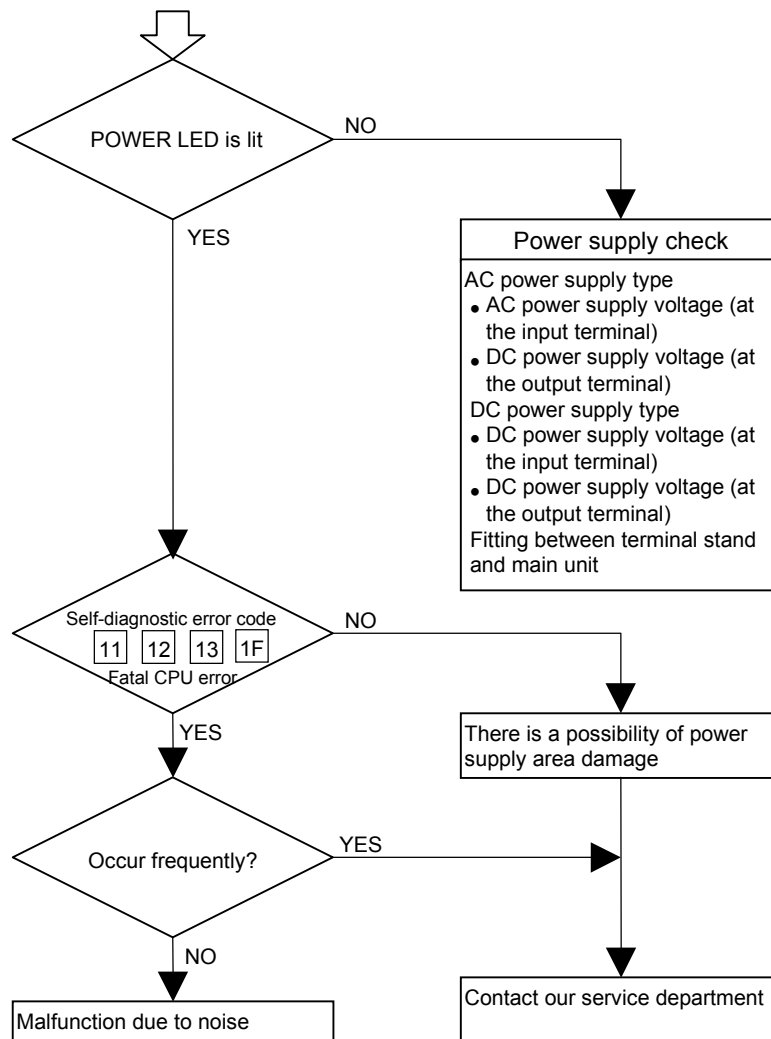 POWER LED is lit
NO
YES
Power supply check
AC power supply type
• AC power supply voltage (at
the input terminal)
• DC power supply voltage (at
the output terminal)
DC power supply type
• DC power supply voltage (at
the input terminal)
• DC power supply voltage (at
the output terminal)
Fitting between terminal stand
and main unit
Self-diagnostic error code
11 12 13 1F
Fatal CPU error
NO
YES
There is a possibility of power
supply area damage
Occur frequently?
YES
NO
Malfunction due to noise
Contact our service department